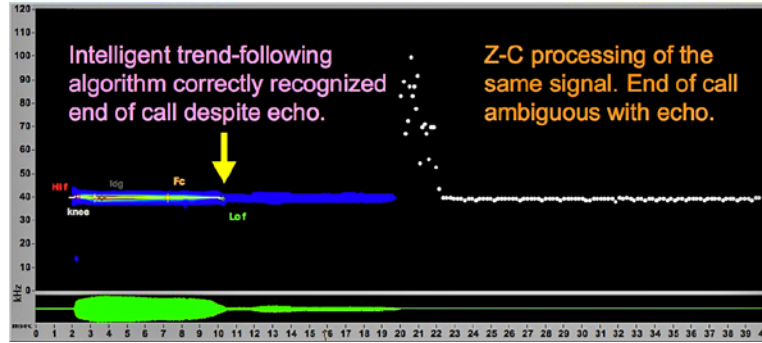 120
110
100
90
80
70
60
50
40
30
20
10
0
kHz
Intelligent trend-following
algorithm correctly recognized
end of call despite echo.
Z-C processing of the
same signal. End of call
ambiguous with echo.
Hi f
ldg
Fc
knee
Lo f
msec
0 1 2 3 4 5 6 7 8 9 10 11 12 13 14 15 16 17 18 19 20 21 22 23 24 25 26 27 28 29 30 31 32 33 34 35 36 37 38 39